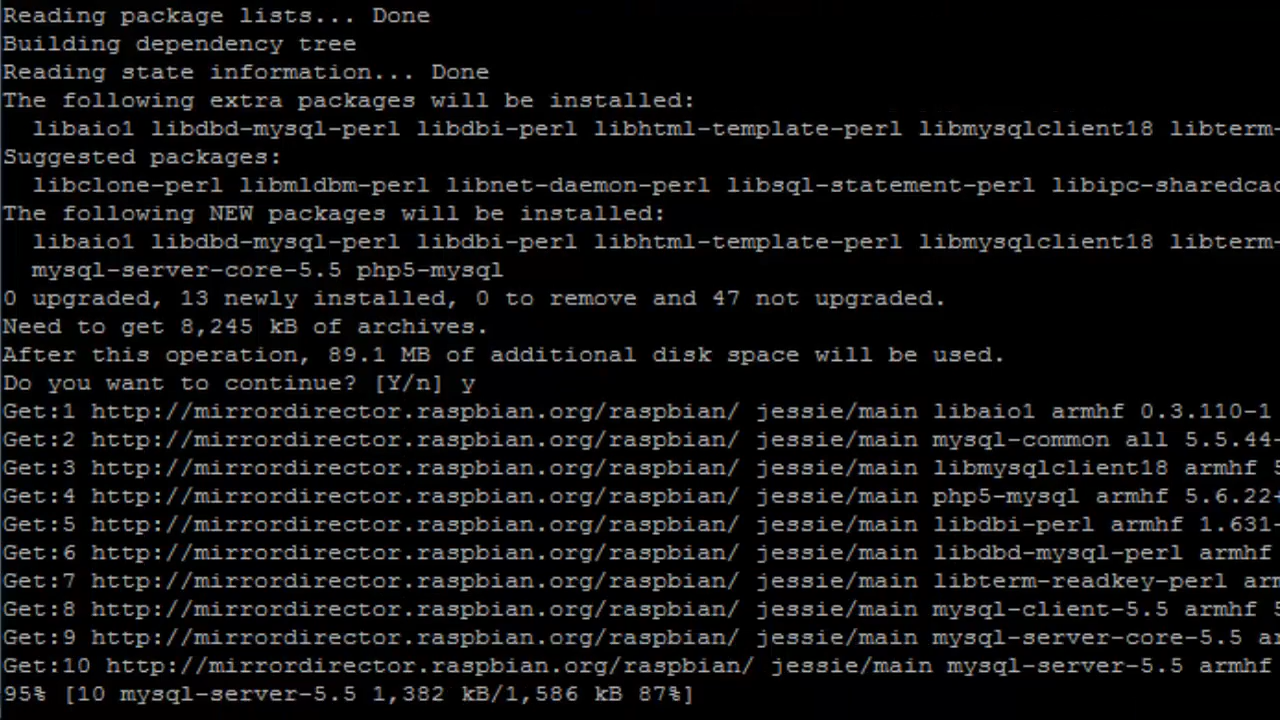 Reading package lists... Done
Building dependency tree
Reading state information... Done
The following extra packages will be installed:
libaio1 libdbd-mysql-perl libdbi-perl libhtml-template-perl libmysqlclient18 libterm-
Suggested packages:
libclone-perl libmldbm-perl libnet-daemon-perl libsql-statement-perl libipc-sharedcac
The following NEW packages will be installed:
libaio1 libdbd-mysql-perl libdbi-perl libhtml-template-perl libmysqlclient18 libterm-
mysql-server-core-5.5 php5-mysql
0 upgraded, 13 newly installed, 0 to remove and 47 not upgraded.
Need to get 8,245 kB of archives.
After this operation, 89.1 MB of additional disk space will be used.
Do you want to continue? [Y/n] y
Get:1 http://mirrordirector.raspbian.org/raspbian/ jessie/main libaio1 armhf 0.3.110-1
Get:2 http://mirrordirector.raspbian.org/raspbian/ jessie/main mysql-common all 5.5.44-
Get:3 http://mirrordirector.raspbian.org/raspbian/ jessie/main libmysqlclient18 armhf 5
Get:4 http://mirrordirector.raspbian.org/raspbian/ jessie/main php5-mysql armhf 5.6.22-
Get:5 http://mirrordirector.raspbian.org/raspbian/ jessie/main libdbi-perl armhf 1.631-
Get:6 http://mirrordirector.raspbian.org/raspbian/ jessie/main libdbd-mysql-perl armhf
Get:7 http://mirrordirector.raspbian.org/raspbian/ jessie/main libterm-readkey-perl arm
Get:8 http://mirrordirector.raspbian.org/raspbian/ jessie/main mysql-client-5.5 armhf 5
Get:9 http://mirrordirector.raspbian.org/raspbian/ jessie/main mysql-server-core-5.5 ar
Get:10 http://mirrordirector.raspbian.org/raspbian/ jessie/main mysql-server-5.5 armhf
95% [10 mysql-server-5.5 1,382 kB/1,586 kB 87%]